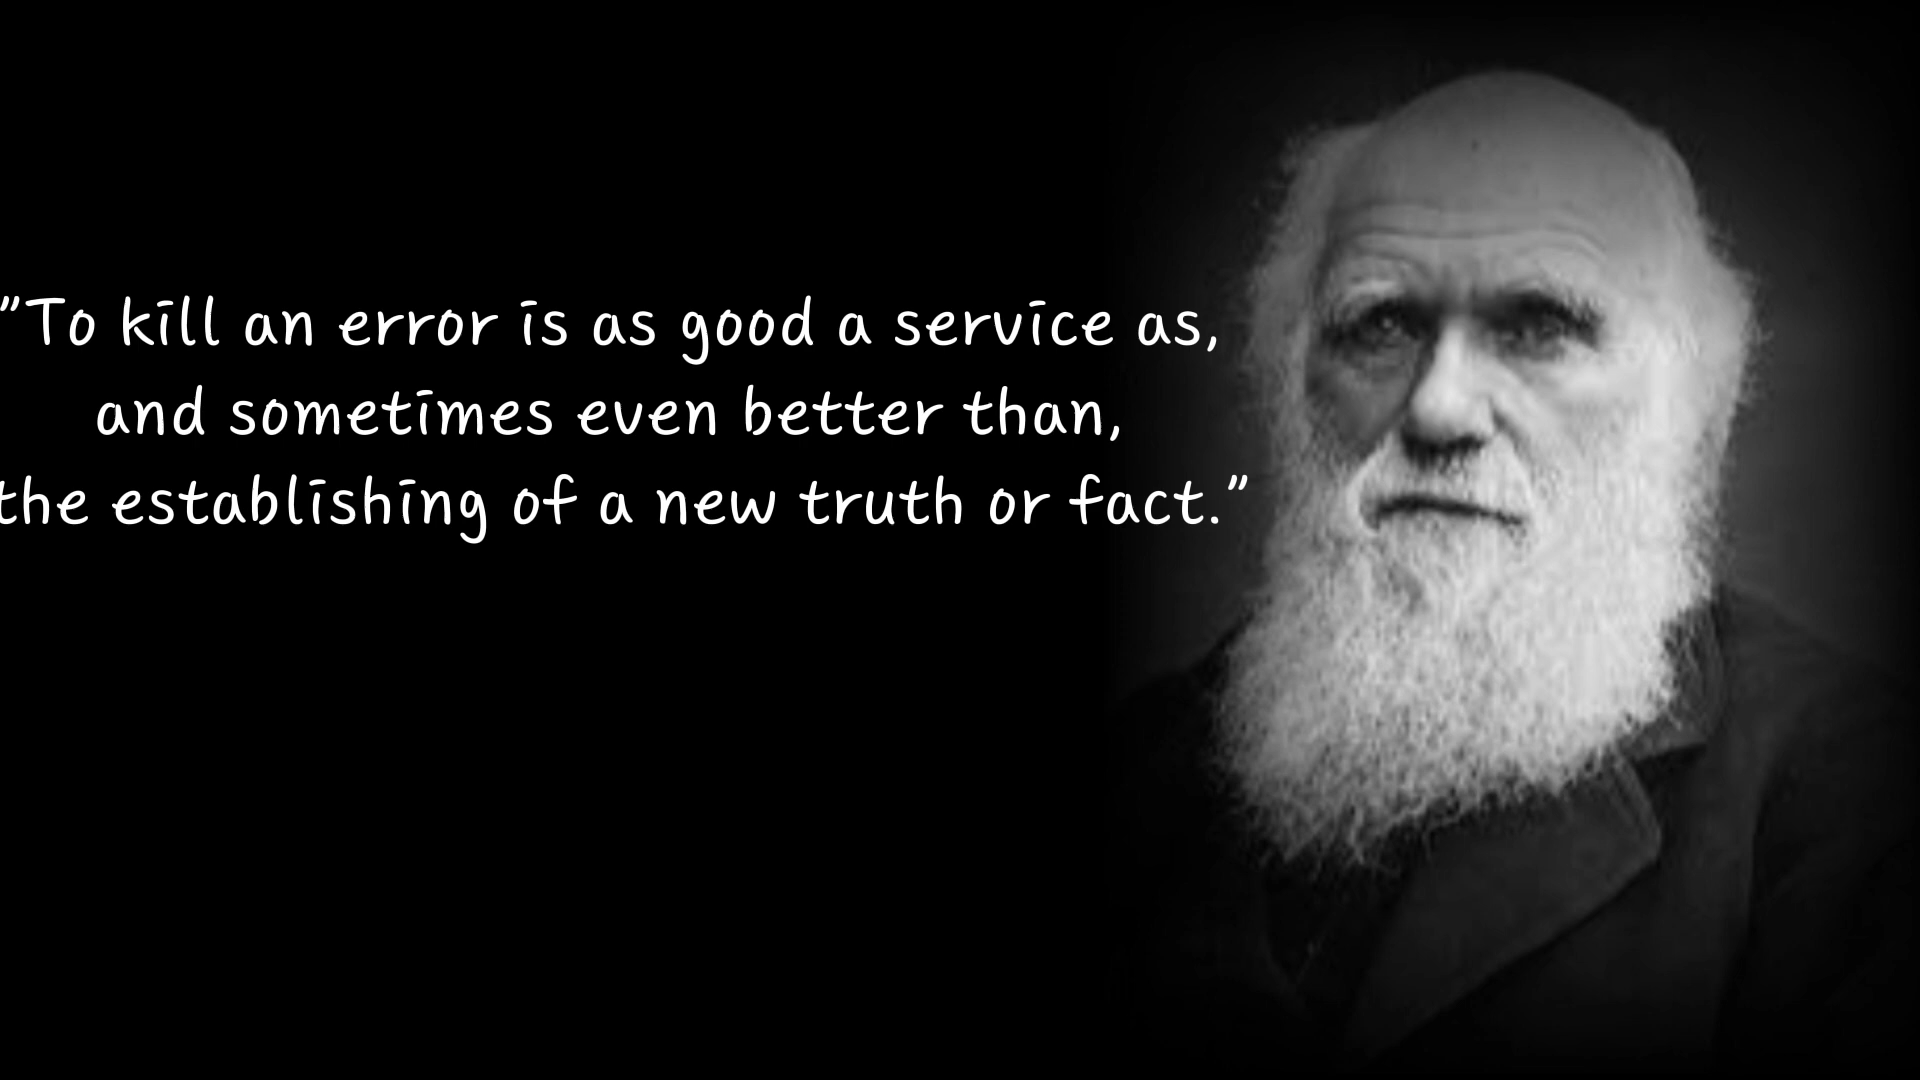 "To kill an error is as good a service as,
and sometimes even better than,
the establishing of a new truth or fact."